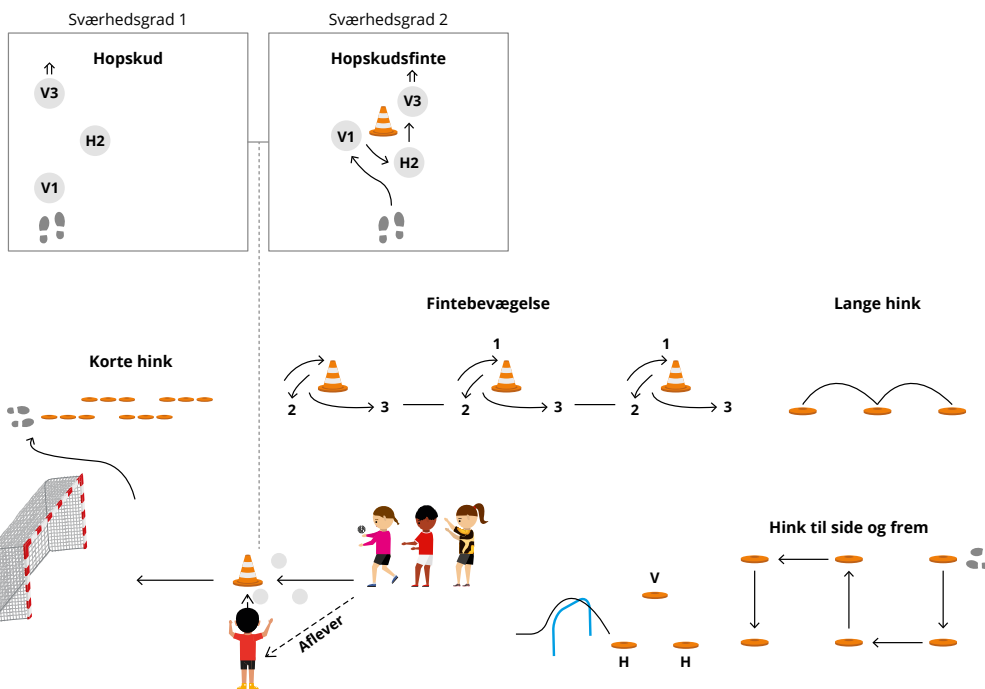 Sværhedsgrad 1
Hopskud
V3
H2
V1
Sværhedsgrad 2
Hopskudsfinte
V3
V1
H2
Fintebevægelse
1
1
2
3
2
3
2
3
Lange hink
Korte hink
Aflever
V
H
H
Hink til side og frem